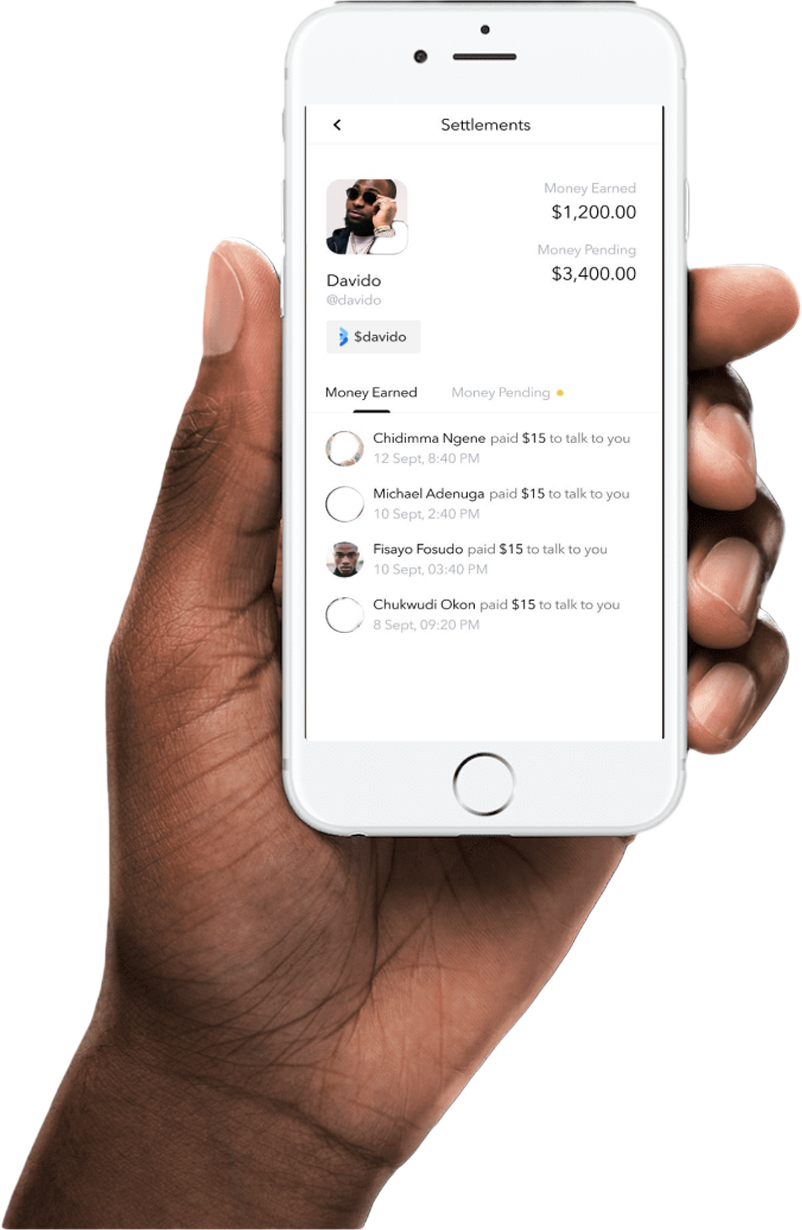 Settlements
Money Earned
$1,200.00
Money Pending
$3,400.00
Davido
@davido
$davido
Money Earned
Money Pending
Chidimma Ngene paid $15 to talk to you
12 Sept, 8:40 PM
Michael Adenuga paid $15 to talk to you
10 Sept, 2:40 PM
Fisayo Fosudo paid $15 to talk to you
10 Sept, 03:40 PM
Chukwudi Okon paid $15 to talk to you
8 Sept, 09:20 PM